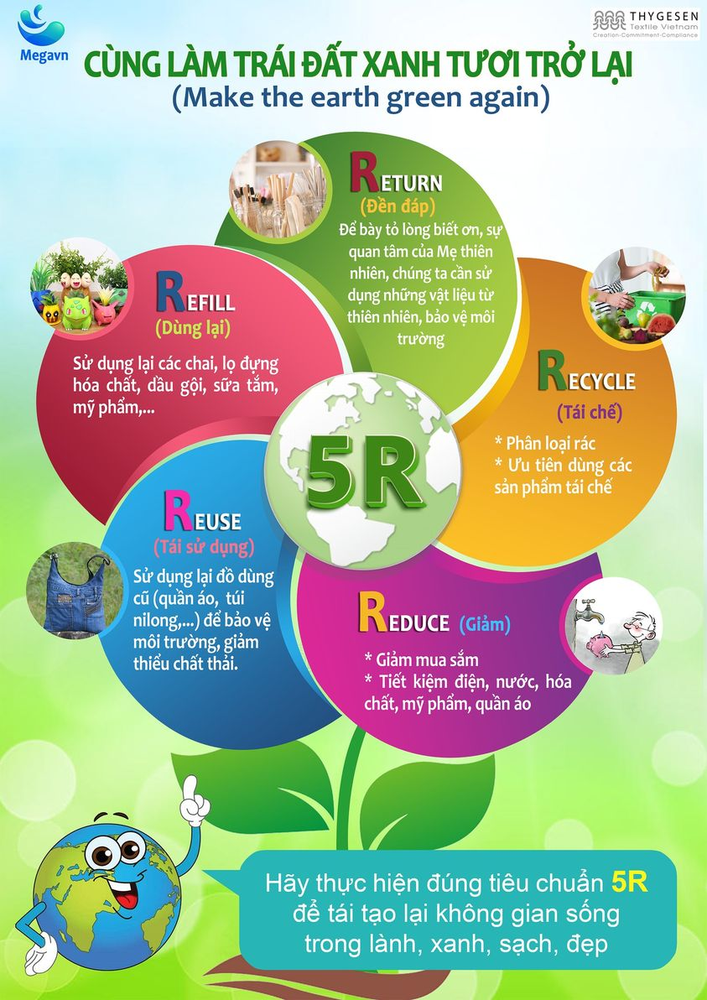 Megavn
THYGESEN
Textile Vietnam
Creation-Commitment-Compliance
CÙNG LÀM TRÁI ĐẤT XANH TƯƠI TRỞ LẠI
(Make the earth green again)
RETURN
(Đền đáp)
Để bày tỏ lòng biết ơn, sự
quan tâm của Mẹ thiên
nhiên, chúng ta cần sử
dụng những vật liệu từ
thiên nhiên, bảo vệ môi
trường
REFILL
(Dùng lại)
Sử dụng lại các chai, lọ đựng
hóa chất, dầu gội, sữa tắm,
mỹ phẩm,...
RECYCLE
(Tái chế)
* Phân loại rác
* Ưu tiên dùng các
sản phẩm tái chế
5R
REUSE
(Tái sử dụng)
Sử dụng lại đồ dùng
cũ (quần áo, túi
nilong,...) để bảo vệ
môi trường, giảm
thiểu chất thải.
REDUCE (Giảm)
* Giảm mua sắm
* Tiết kiệm điện, nước, hóa
chất, mỹ phẩm, quần áo
Hãy thực hiện đúng tiêu chuẩn 5R
để tái tạo lại không gian sống
trong lành, xanh, sạch, đẹp